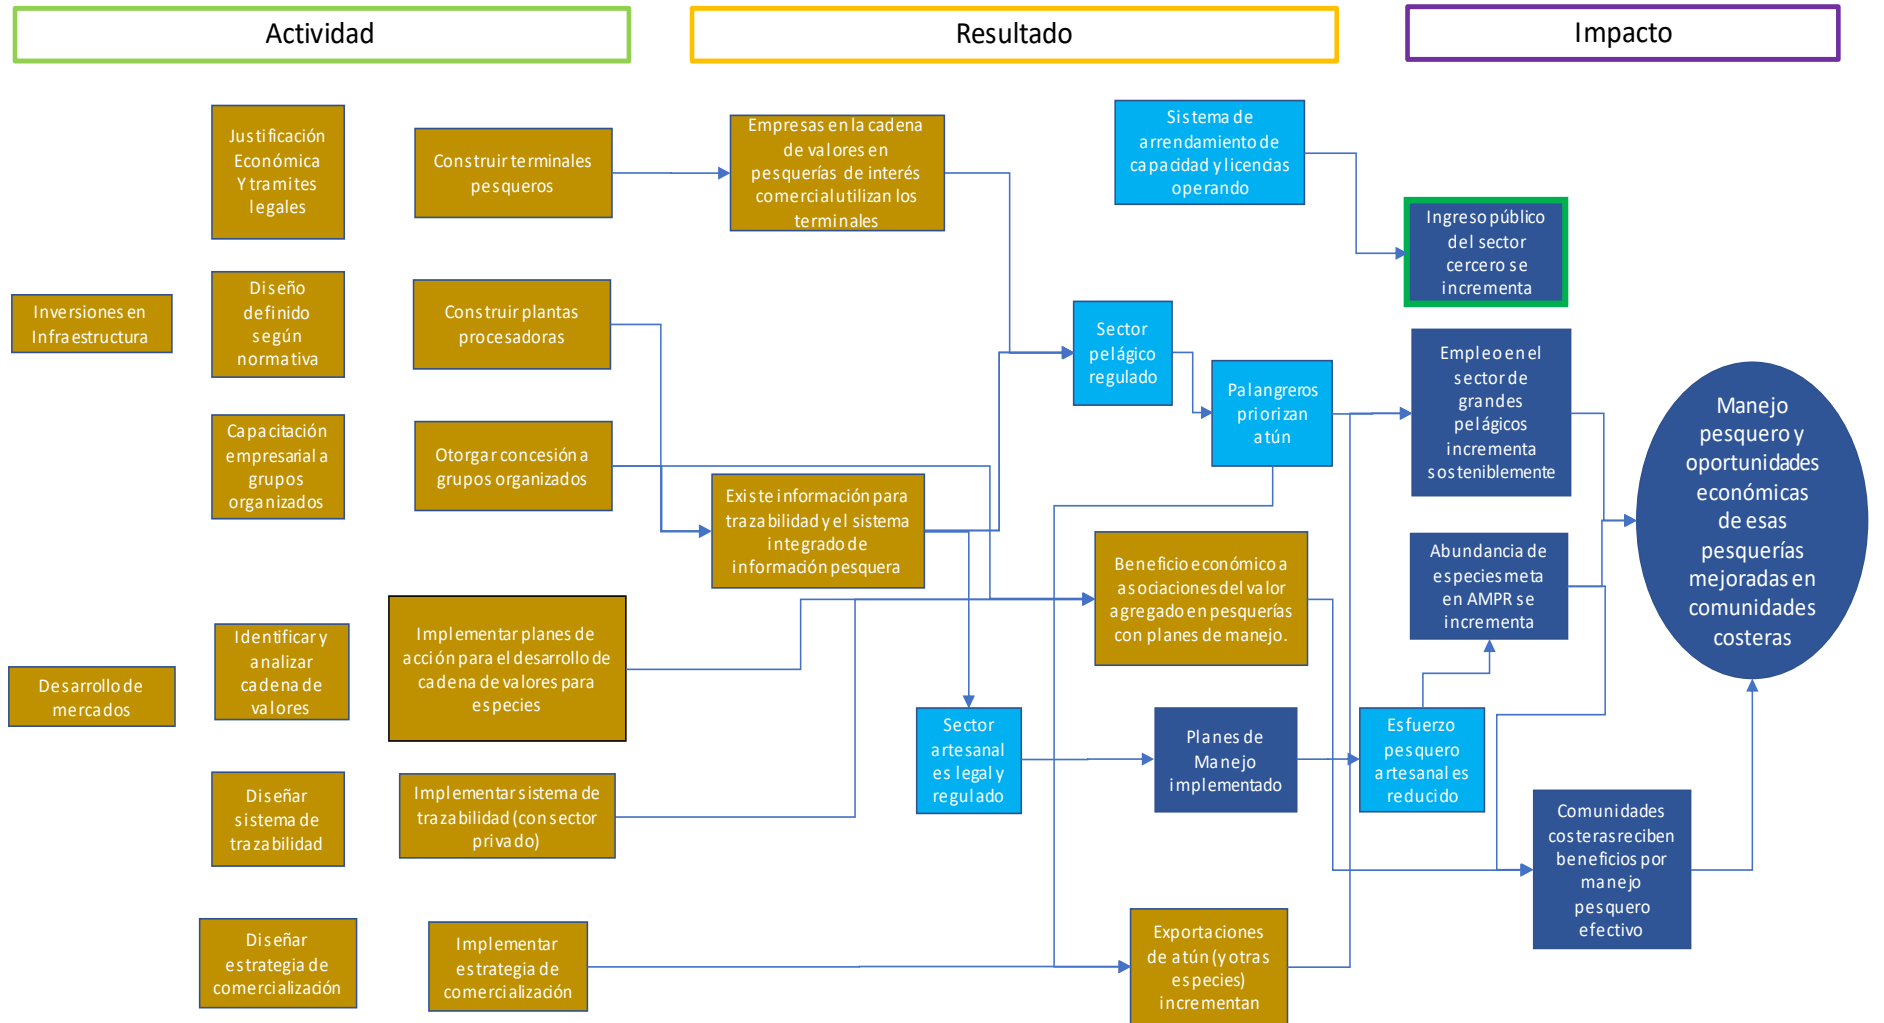 Actividad
Resultado
Impacto
Justificación
Económica
Y tramites
legales
Construir terminales
pesqueros
Empresas en la cadena
de valores en
pesquerías de interés
comercial utilizan los
terminales
Sistema de
arrendamiento de
capacidad y licencias
operando
Ingreso público
del sector
cercero se
incrementa
Inversiones en
Infraestructura
Diseño
definido
según
normativa
Construir plantas
procesadoras
Sector
pelágico
regulado
Palangreros
priorizan
atún
Empleo en el
sector de
grandes
pelágicos
incrementa
sosteniblemente
Manejo
pesquero y
oportunidades
económicas
de esas
pesquerías
mejoradas en
comunidades
costeras
Capacitación
empresarial a
grupos
organizados
Otorgar concesión a
grupos organizados
Existe información para
trazabilidad y el sistema
integrado de
información pesquera
Beneficio económico a
asociaciones del valor
agregado en pesquerías
con planes de manejo.
Abundancia de
especies meta
en AMPR se
incrementa
Desarrollo de
mercados
Identificar y
analizar
cadena de
valores
Implementar planes de
acción para el desarrollo de
cadena de valores para
especies
Sector
artesanal
es legal y
regulado
Planes de
Manejo
implementado
Esfuerzo
pesquero
artesanal es
reducido
Diseñar
sistema de
trazabilidad
Implementar sistema de
trazabilidad (con sector
privado)
Comunidades
costeras reciben
beneficios por
manejo
pesquero
efectivo
Diseñar
estrategia de
comercialización
Implementar
estrategia de
comercialización
Exportaciones
de atún (y otras
especies)
incrementan